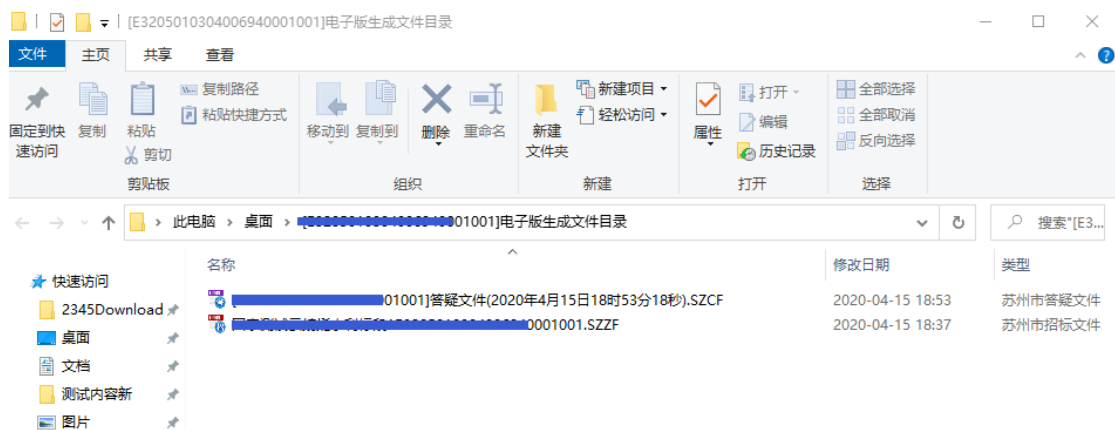 [E3205010304006940001001]电子版生成文件目录
文件 主页 共享 查看
固定到快速访问
复制
粘贴
复制路径
粘贴快捷方式
剪切
剪贴板
移动到 复制到 删除 重命名
组织
新建文件夹
新建项目
轻松访问
新建
属性
打开
编辑
历史记录
打开
全部选择
全部取消
反向选择
选择
此电脑 > 桌面 > 001001]电子版生成文件目录
搜索"[E3...
名称 修改日期 类型
快速访问
2345Download
桌面
文档
测试内容新
图片
[ 01001]答疑文件(2020年4月15日18时53分18秒).SZCF 2020-04-15 18:53 苏州市答疑文件
0001001.SZZF 2020-04-15 18:37 苏州市招标文件